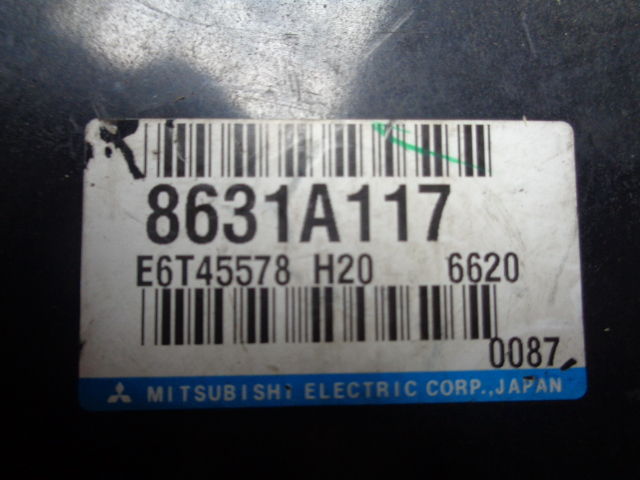 8631A117
E6T45578 H20 6620
0087
MITSUBISHI ELECTRIC CORP.,JAPAN